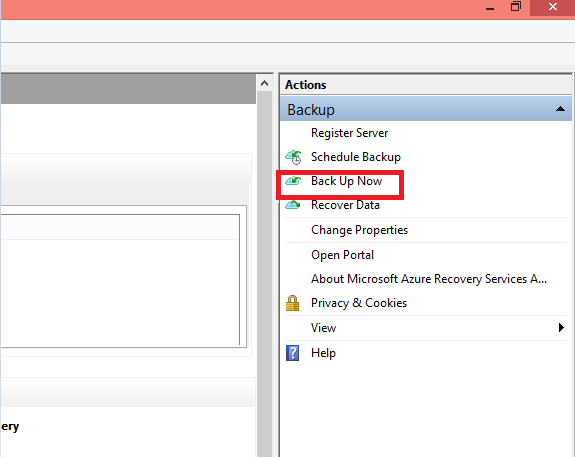 Actions
Backup
Register Server
Schedule Backup
Back Up Now
Recover Data
Change Properties
Open Portal
About Microsoft Azure Recovery Services A...
Privacy & Cookies
View
Help
ery